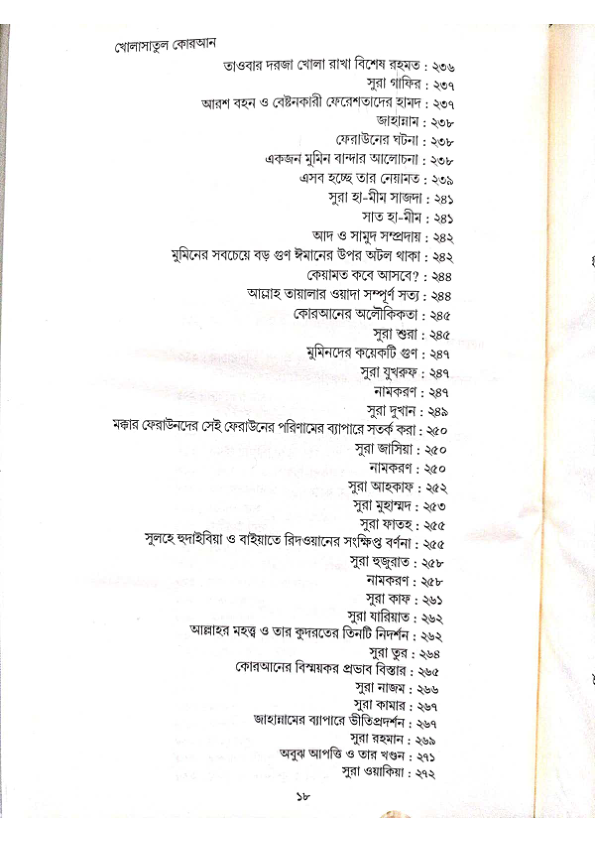 খোলাসাতুল কোরআন
তাওবার দরজা খোলা রাখা বিশেষ রহমত : ২৩৬
সুরা গাফির : ২৩৭
আরশ বহন ও বেষ্টনকারী ফেরেশতাদের হামদ : ২৩৭
জাহান্নাম : ২৩৮
ফেরাউনের ঘটনা : ২৩৮
একজন মুমিন বান্দার আলোচনা : ২৩৮
এসব হচ্ছে তার নেয়ামত : ২৩৯
সুরা হা-মীম সাজদা : ২৪১
সাত হা-মীম : ২৪১
আদ ও সামুদ সম্প্রদায় : ২৪২
মুমিনের সবচেয়ে বড় গুণ ঈমানের উপর অটল থাকা : ২৪২
কেয়ামত কবে আসবে? : ২৪৪
আল্লাহ তায়ালার ওয়াদা সম্পূর্ণ সত্য : ২৪৪
কোরআনের অলৌকিকতা : ২৪৫
সুরা শুরা : ২৪৫
মুমিনদের কয়েকটি গুণ : ২৪৭
সুরা যুখরুফ : ২৪৭
নামকরণ : ২৪৭
সুরা দুখান : ২৪৯
মক্কার ফেরাউনদের সেই ফেরাউনের পরিণামের ব্যাপারে সতর্ক করা : ২৫০
সুরা জাসিয়া : ২৫০
নামকরণ : ২৫০
সুরা আহকাফ : ২৫২
সুরা মুহাম্মদ : ২৫৩
সুরা ফাতহ : ২৫৫
সুলহে হুদাইবিয়া ও বাইয়াতে রিদওয়ানের সংক্ষিপ্ত বর্ণনা : ২৫৫
সুরা হুজুরাত : ২৫৮
নামকরণ : ২৫৮
সুরা কাফ : ২৬১
সুরা যারিয়াত : ২৬২
আল্লাহর মহত্ত্ব ও তার কুদরতের তিনটি নিদর্শন : ২৬২
সুরা তুর : ২৬৪
কোরআনের বিস্ময়কর প্রভাব বিস্তার : ২৬৫
সুরা নাজম : ২৬৬
সুরা কামার : ২৬৭
জাহান্নামের ব্যাপারে ভীতিপ্রদর্শন : ২৬৭
সুরা রহমান : ২৬৯
অবুঝ আপত্তি ও তার খণ্ডন : ২৭১
সুরা ওয়াকিয়া : ২৭২
১৮